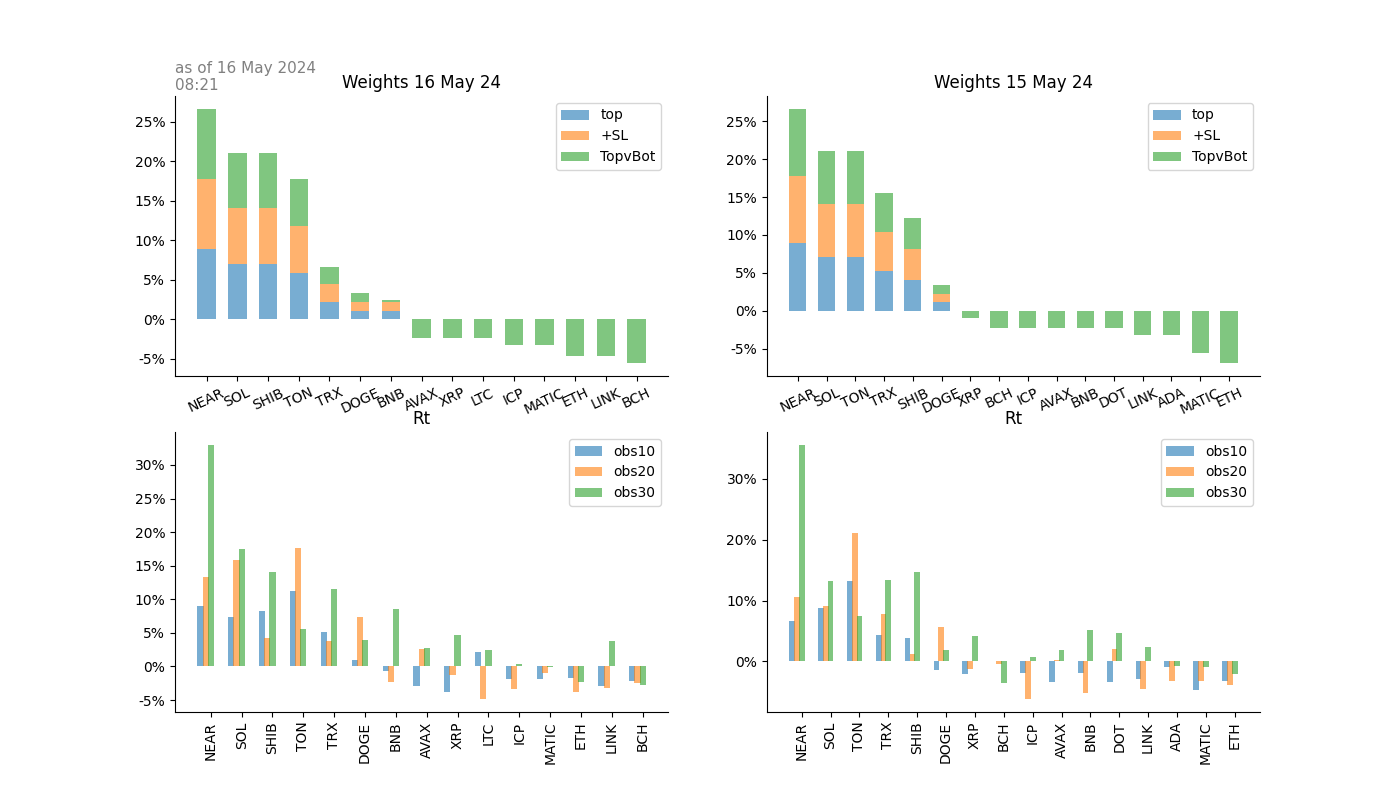 as of 16 May 2024
08:21
Weights 16 May 24
25%
20%
15%
10%
5%
0%
-5%
top
+SL
TopvBot
NEAR SOL SHIB TON TRX DOGE BNB AVAX XRP LTC ICP MATIC ETH LINK BCH
Weights 15 May 24
25%
20%
15%
10%
5%
0%
-5%
top
+SL
TopvBot
NEAR SOL TON TRX SHIB DOGE XRP BCH ICP AVAX BNB DOT LINK ADA MATIC ETH
Rt
30%
25%
20%
15%
10%
5%
0%
-5%
obs10
obs20
obs30
NEAR SOL SHIB TON TRX DOGE BNB AVAX XRP LTC ICP MATIC ETH LINK BCH
Rt
30%
20%
10%
0%
obs10
obs20
obs30
NEAR SOL TON TRX SHIB DOGE XRP BCH ICP AVAX BNB DOT LINK ADA MATIC ETH